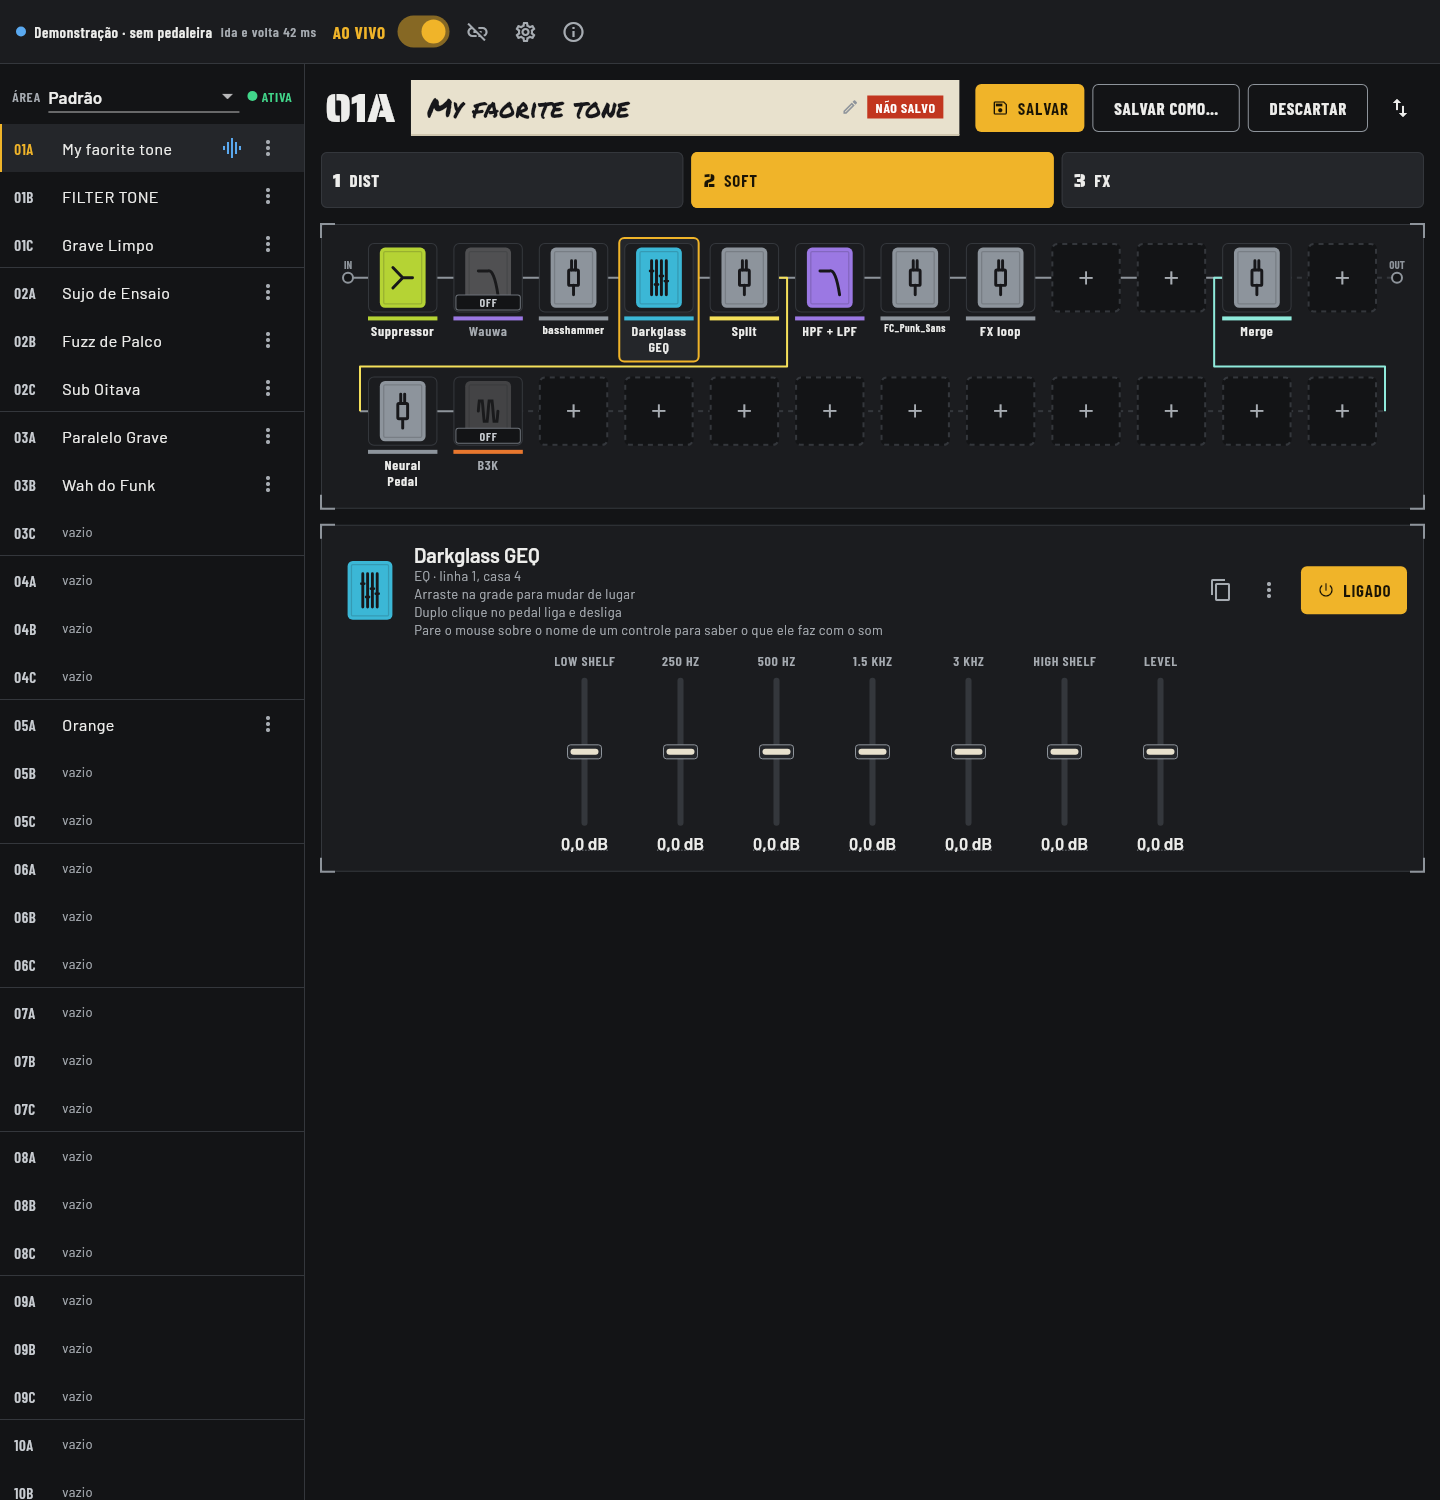 Demonstração · sem pedaleira Ida e volta 42 ms AO VIVO
ÁREA Padrão ATIVA
01A My faorite tone
01B FILTER TONE
01C Grave Limpo
02A Sujo de Ensaio
02B Fuzz de Palco
02C Sub Oitava
03A Paralelo Grave
03B Wah do Funk
03C vazio
04A vazio
04B vazio
04C vazio
05A Orange
05B vazio
05C vazio
06A vazio
06B vazio
06C vazio
07A vazio
07B vazio
07C vazio
08A vazio
08B vazio
08C vazio
09A vazio
09B vazio
09C vazio
10A vazio
10B vazio
01A My faorite tone NÃO SALVO SALVAR SALVAR COMO... DESCARTAR
1 DIST 2 SOFT 3 FX
IN OUT
OFF
Suppressor Wauwa basshammer Darkglass GEQ Split HPF + LPF FC_Punk_Sans FX loop Merge
OFF
Neural Pedal B3K
Darkglass GEQ
EQ · linha 1, casa 4
Arraste na grade para mudar de lugar
Duplo clique no pedal liga e desliga
Pare o mouse sobre o nome de um controle para saber o que ele faz com o som
LIGADO
LOW SHELF 250 HZ 500 HZ 1.5 KHZ 3 KHZ HIGH SHELF LEVEL
0,0 dB 0,0 dB 0,0 dB 0,0 dB 0,0 dB 0,0 dB 0,0 dB